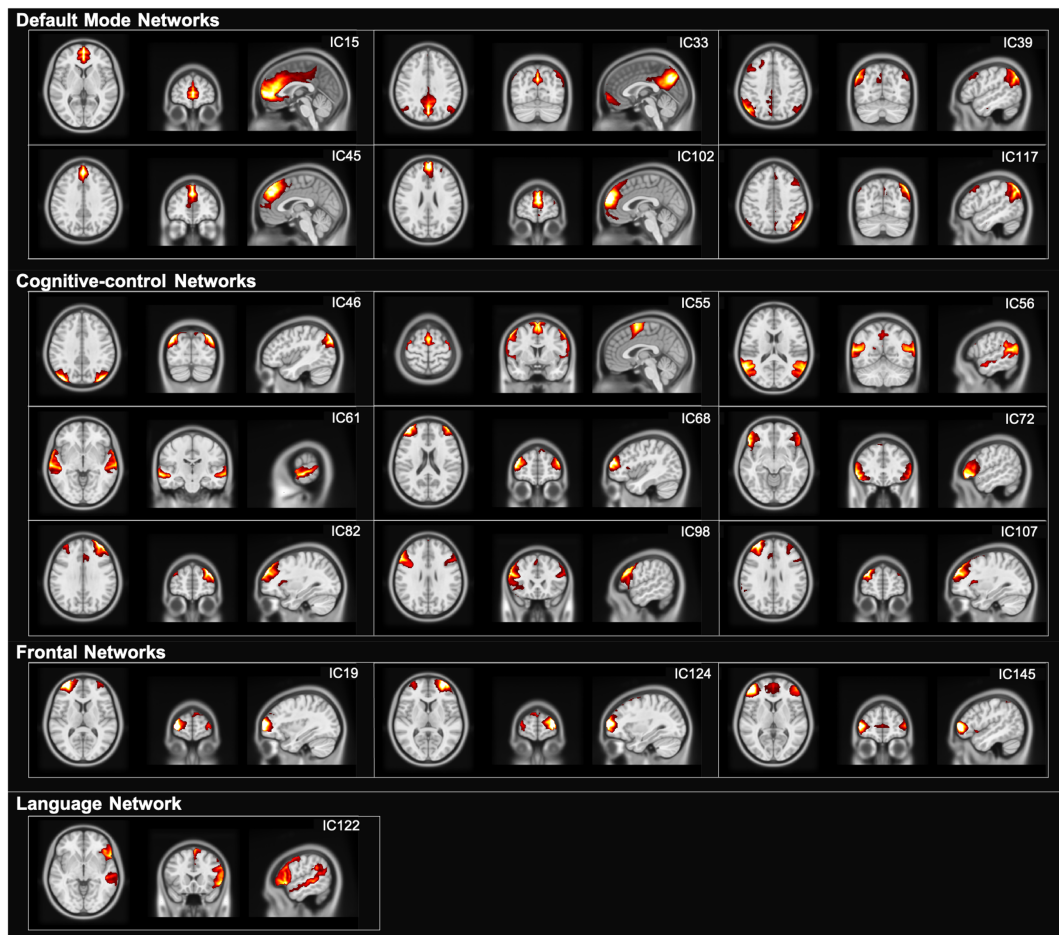 Default Mode Networks
IC15
IC33
IC39
IC45
IC102
IC117
Cognitive-control Networks
IC46
IC55
IC56
IC61
IC68
IC72
IC82
IC98
IC107
Frontal Networks
IC19
IC124
IC145
Language Network
IC122